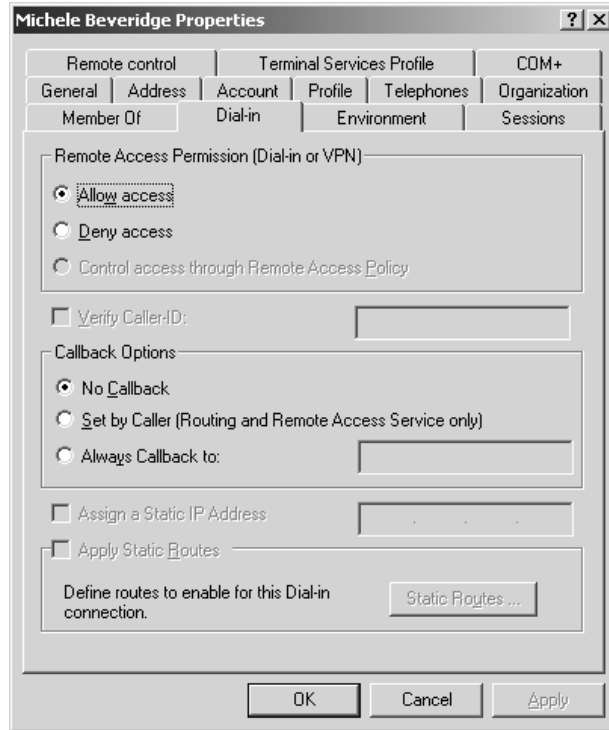 Michele Beveridge Properties
Remote control Terminal Services Profile COM+
General Address Account Profile Telephones Organization
Member Of Dial-in Environment Sessions
Remote Access Permission (Dial-in or VPN)
Allow access
Deny access
Control access through Remote Access Policy
Verify Caller-ID:
Callback Options
No Callback
Set by Caller (Routing and Remote Access Service only)
Always Callback to:
Assign a Static IP Address
Apply Static Routes
Define routes to enable for this Dial-in
connection.
Static Routes ...
OK Cancel Apply